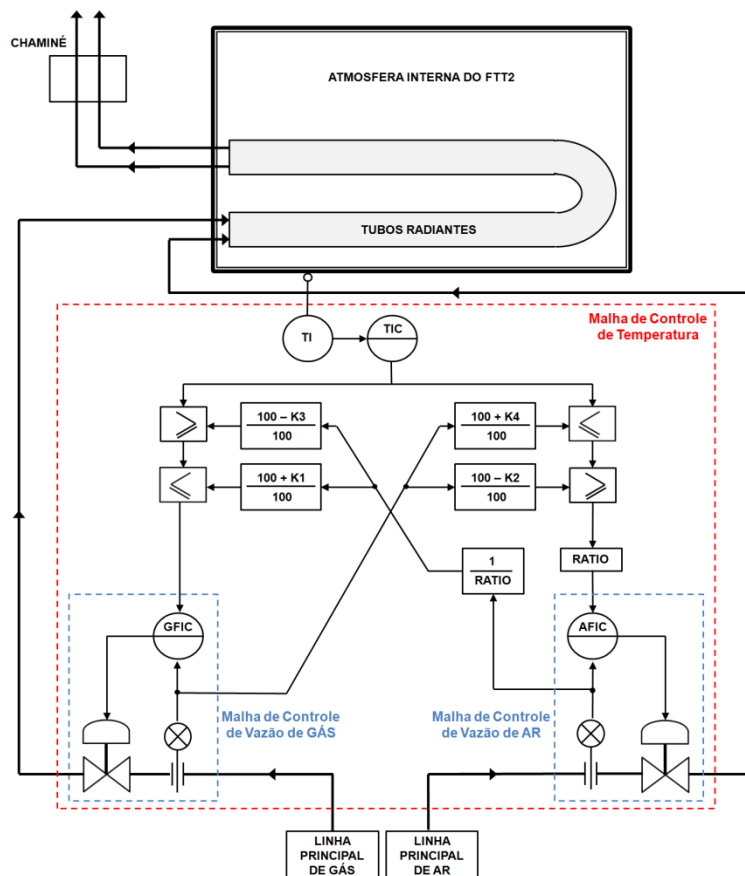 CHAMINÉ
ATMOSFERA INTERNA DO FTT2
TUBOS RADIANTES
Malha de Controle
de Temperatura
TI
TIC
≥
100 – K3
100
100 + K4
100
≤
≤
100 + K1
100
100 – K2
100
≥
1
RATIO
RATIO
GFIC
AFIC
Malha de Controle
de Vazão de GÁS
Malha de Controle
de Vazão de AR
LINHA
PRINCIPAL
DE GÁS
LINHA
PRINCIPAL
DE AR